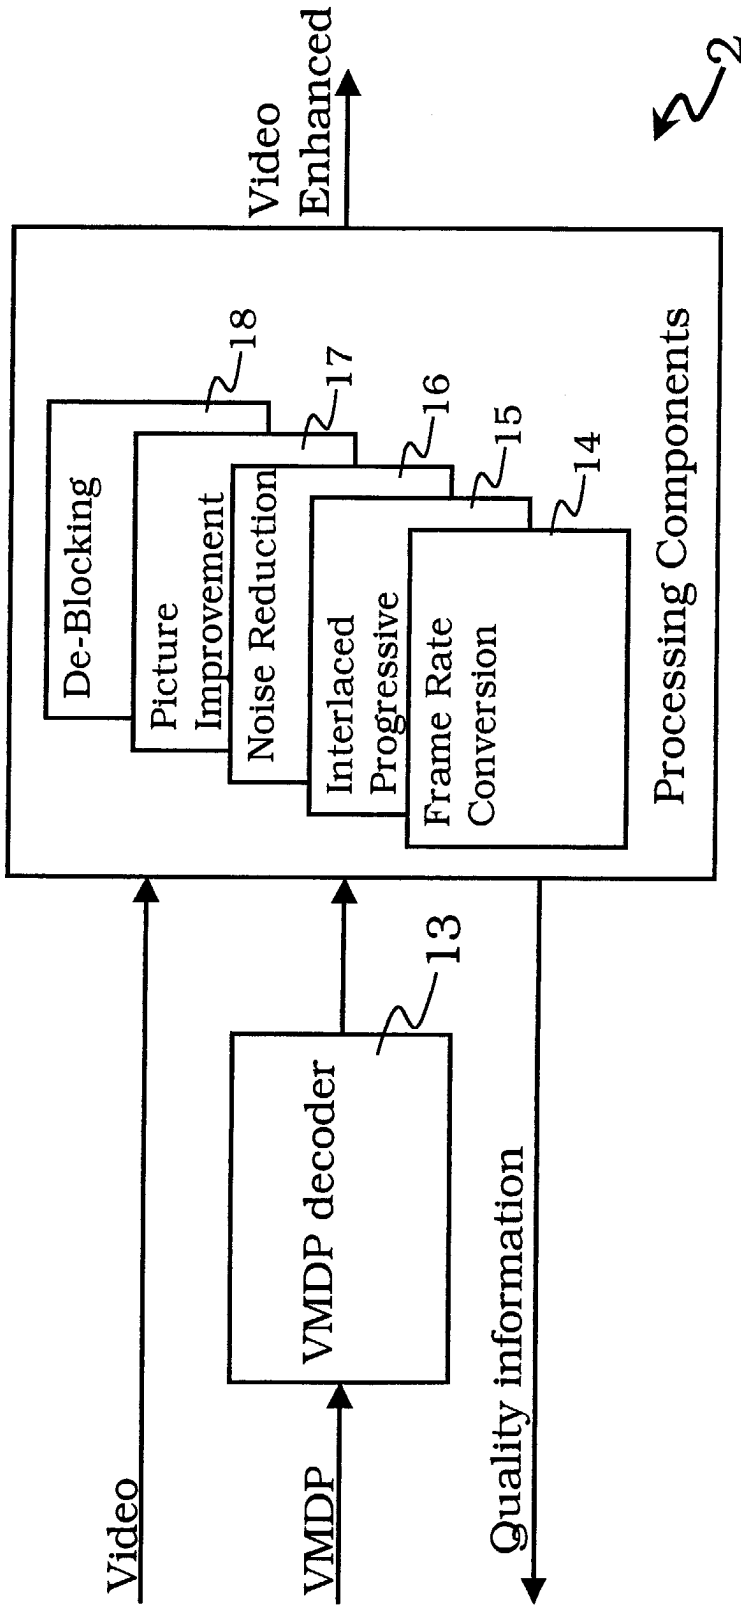 Video
VMDP
Quality information
VMDP decoder
13
De-Blocking
18
Picture
Improvement
17
Noise Reduction
16
Interlaced
Progressive
15
Frame Rate
Conversion
14
Processing Components
Video
Enhanced
2